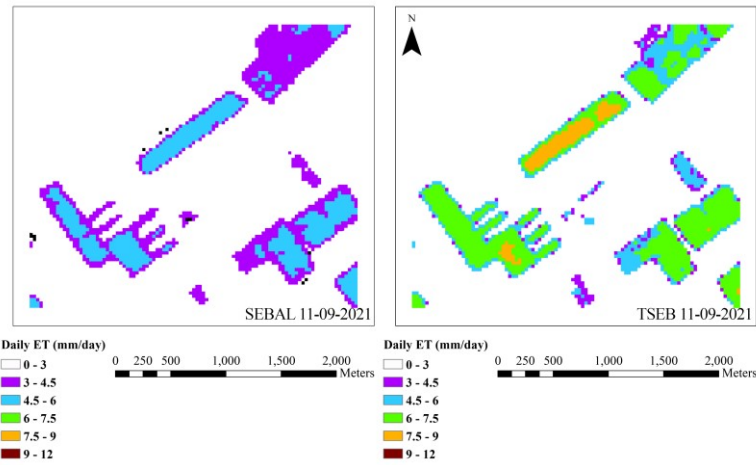 N
SEBAL 11-09-2021
TSEB 11-09-2021
Daily ET (mm/day)
0 - 3
3 - 4.5
4.5 - 6
6 - 7.5
7.5 - 9
9 - 12
0 250 500 1,000 1,500 2,000
Meters
Daily ET (mm/day)
0 - 3
3 - 4.5
4.5 - 6
6 - 7.5
7.5 - 9
9 - 12
0 250 500 1,000 1,500 2,000
Meters